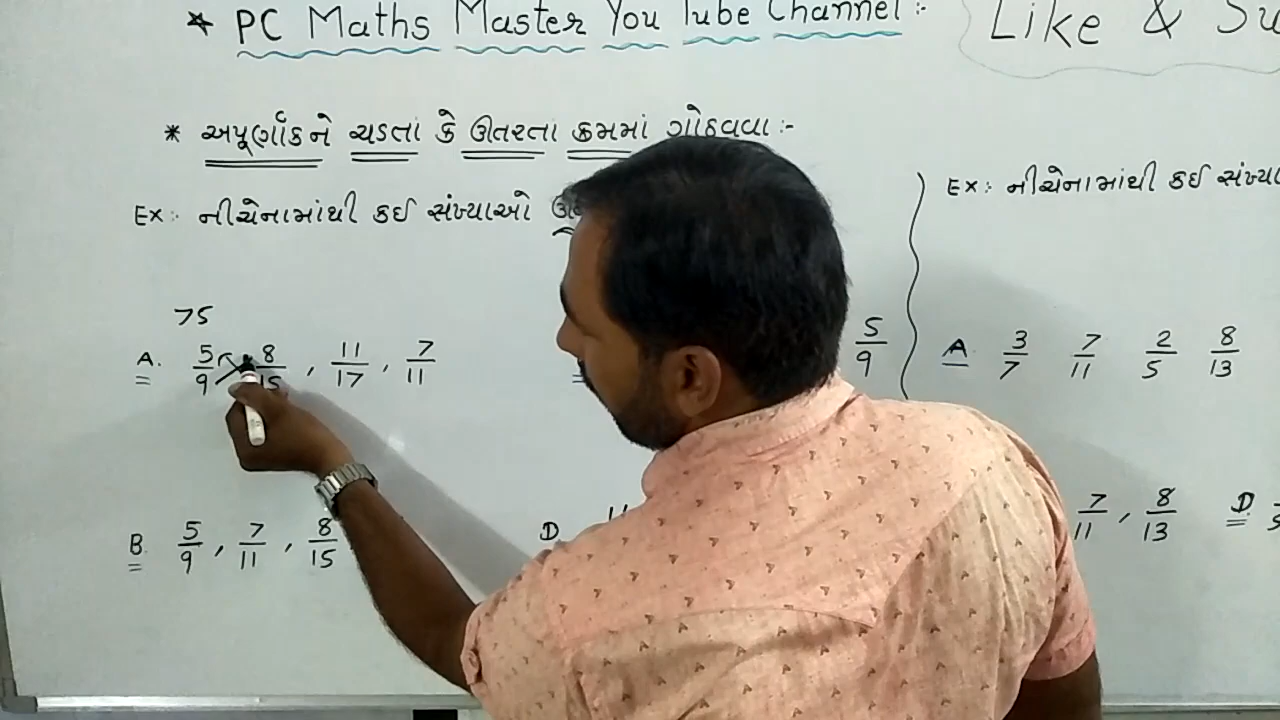 * PC Maths Master You Tube Channel :-
Like &
* અપૂર્ણાંકને ચડતા કે ઊતરતા ક્રમમાં ગોઠવવા :-
Ex :- નીચેનામાંથી કઈ સંખ્યાઓ
Ex :- નીચેનામાંથી કઈ સંખ્યા
75
A. 5/9 8/15 , 11/17 , 7/11
5/9
A 3/7 7/11 2/5 8/13
B. 5/9 , 7/11 , 8/15
D
7/11 , 8/13
D